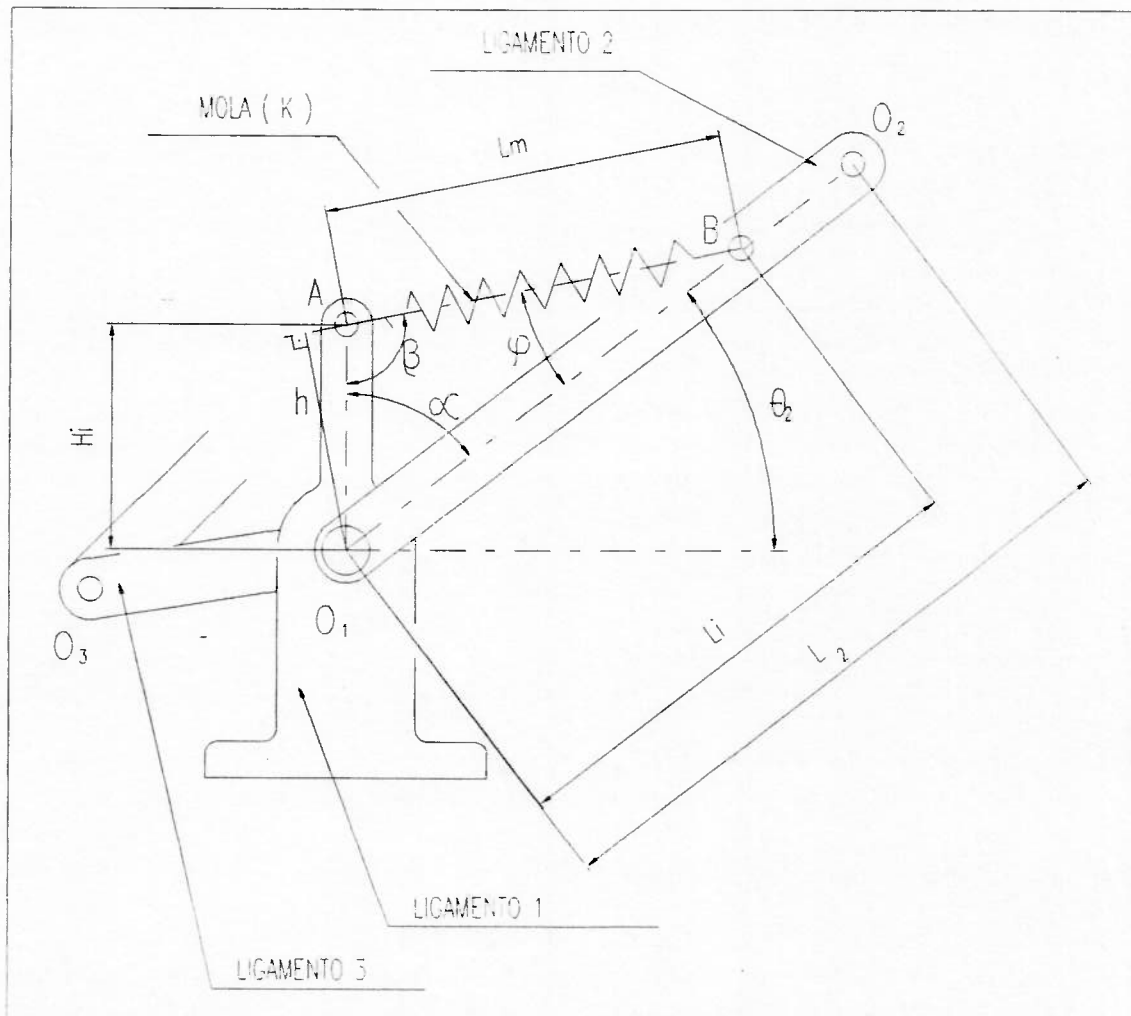 LIGAMENTO 2
MOLA ( K )
O₂
Lm
B
A
β
φ
h
α
θ₂
Hi
O₁
O₃
Li
L₂
LIGAMENTO 1
LIGAMENTO 3